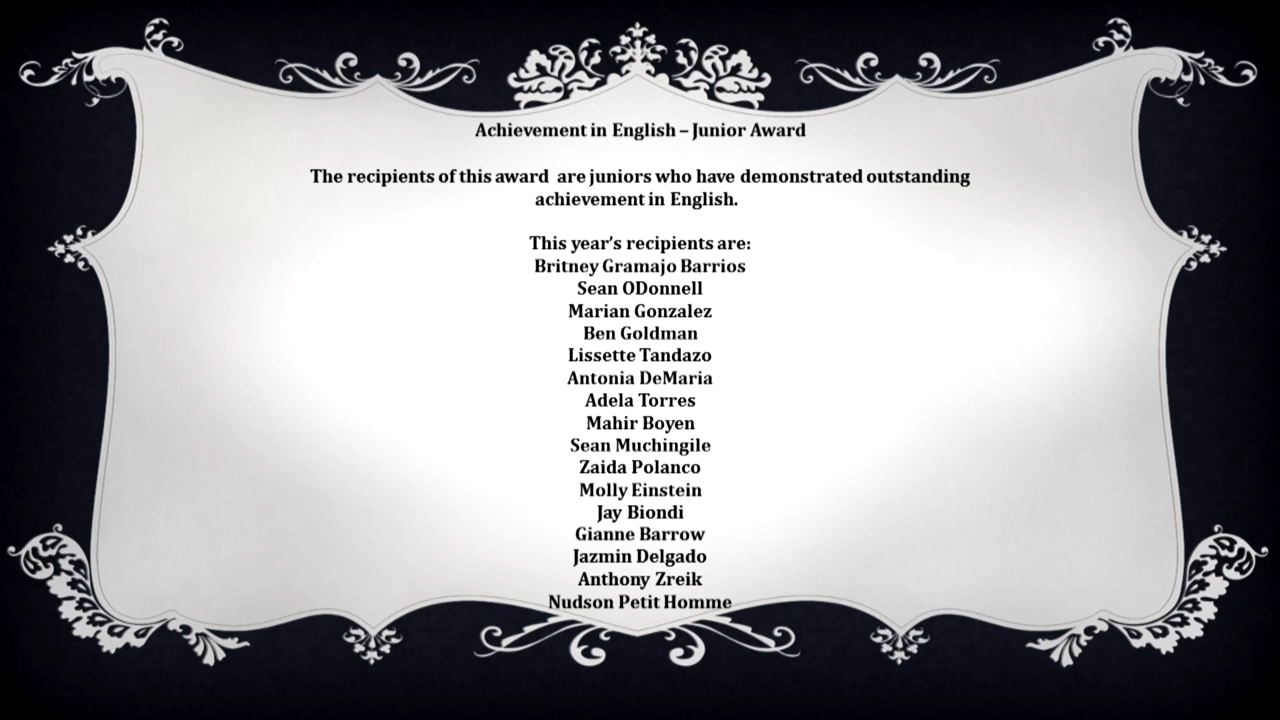 Achievement in English – Junior Award
The recipients of this award  are juniors who have demonstrated outstanding
achievement in English.
This year’s recipients are:
Britney Gramajo Barrios
Sean ODonnell
Marian Gonzalez
Ben Goldman
Lissette Tandazo
Antonia DeMaria
Adela Torres
Mahir Boyen
Sean Muchingile
Zaida Polanco
Molly Einstein
Jay Biondi
Gianne Barrow
Jazmin Delgado
Anthony Zreik
Nudson Petit Homme